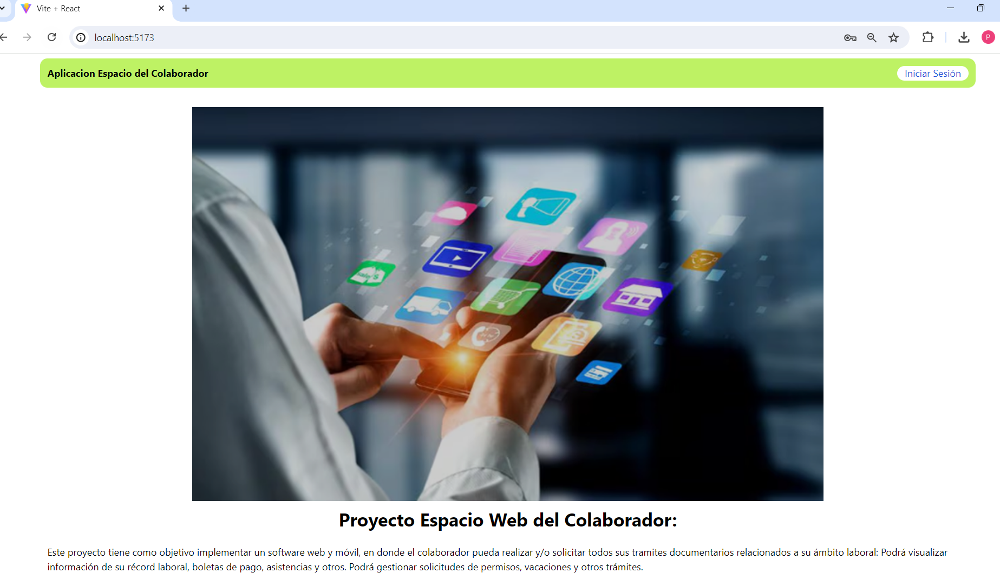 Vite + React
localhost:5173
P
Aplicacion Espacio del Colaborador
Iniciar Sesión
sale $
Proyecto Espacio Web del Colaborador:
Este proyecto tiene como objetivo implementar un software web y móvil, en donde el colaborador pueda realizar y/o solicitar todos sus tramites documentarios relacionados a su ámbito laboral: Podrá visualizar
información de su récord laboral, boletas de pago, asistencias y otros. Podrá gestionar solicitudes de permisos, vacaciones y otros trámites.